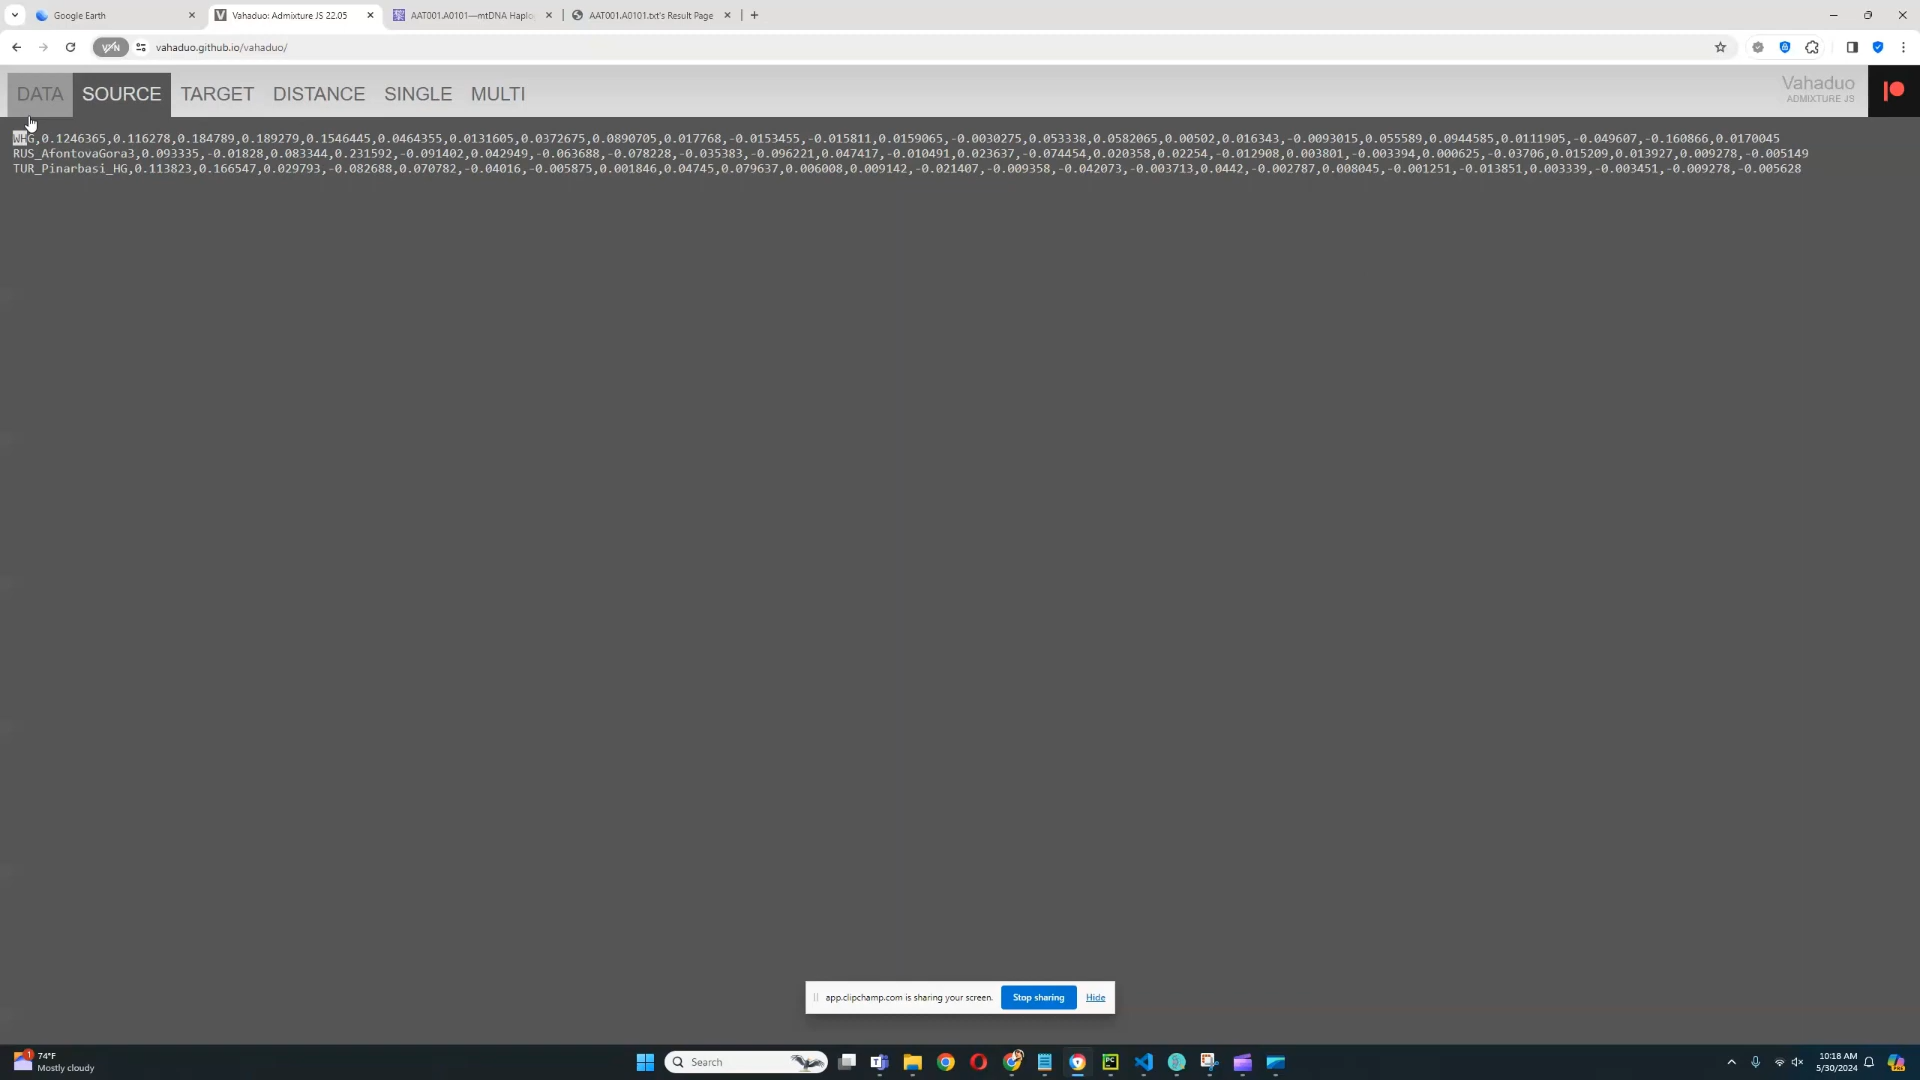 Google Earth
Vahaduo: Admixture JS 22.05
AAT001.A0101—mtDNA Haplo
AAT001.A0101.txt's Result Page
VPN
vahaduo.github.io/vahaduo/
DATA SOURCE TARGET DISTANCE SINGLE MULTI
Vahaduo
ADMIXTURE JS
WHG,0.1246365,0.116278,0.184789,0.189279,0.1546445,0.0464355,0.0131605,0.0372675,0.0890705,0.017768,-0.0153455,-0.015811,0.0159065,-0.0030275,0.053338,0.0582065,0.00502,0.016343,-0.0093015,0.055589,0.0944585,0.0111905,-0.049607,-0.160866,0.0170045
RUS_AfontovaGora3,0.093335,-0.01828,0.083344,0.231592,-0.091402,0.042949,-0.063688,-0.078228,-0.035383,-0.096221,0.047417,-0.010491,0.023637,-0.074454,0.020358,0.02254,-0.012908,0.003801,-0.003394,0.000625,-0.03706,0.015209,0.013927,0.009278,-0.005149
TUR_Pinarbasi_HG,0.113823,0.166547,0.029793,-0.082688,0.070782,-0.04016,-0.005875,0.001846,0.04745,0.079637,0.006008,0.009142,-0.021407,-0.009358,-0.042073,-0.003713,0.0442,-0.002787,0.008045,-0.001251,-0.013851,0.003339,-0.003451,-0.009278,-0.005628
app.clipchamp.com is sharing your screen.
Stop sharing
Hide
1
74°F
Mostly cloudy
Search
10:18 AM
5/30/2024